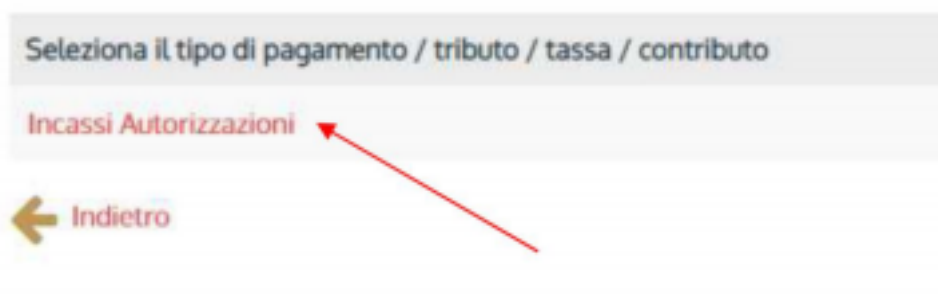 Seleziona il tipo di pagamento / tributo / tassa / contributo
Incassi Autorizzazioni
Indietro